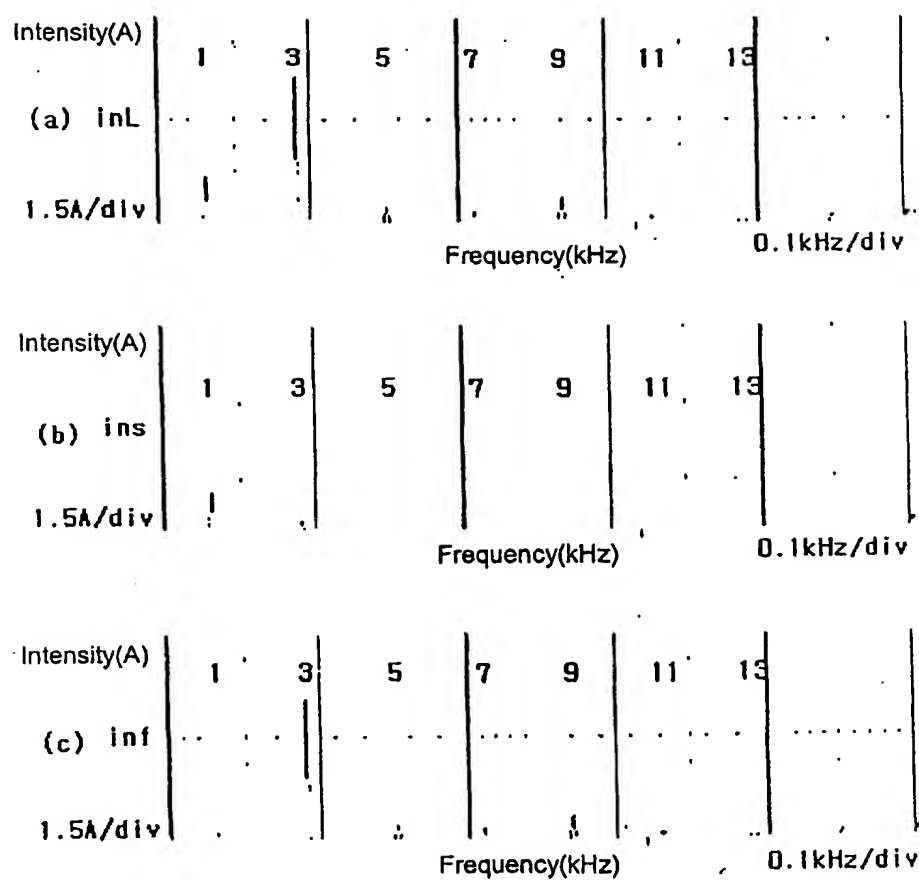 Intensity(A)
1 3 5 7 9 11 13
(a) inL
1.5A/div
0.1kHz/div
Frequency(kHz)
Intensity(A)
1 3 5 7 9 11 13
(b) ins
1.5A/div
0.1kHz/div
Frequency(kHz)
Intensity(A)
1 3 5 7 9 11 13
(c) inf
1.5A/div
0.1kHz/div
Frequency(kHz)